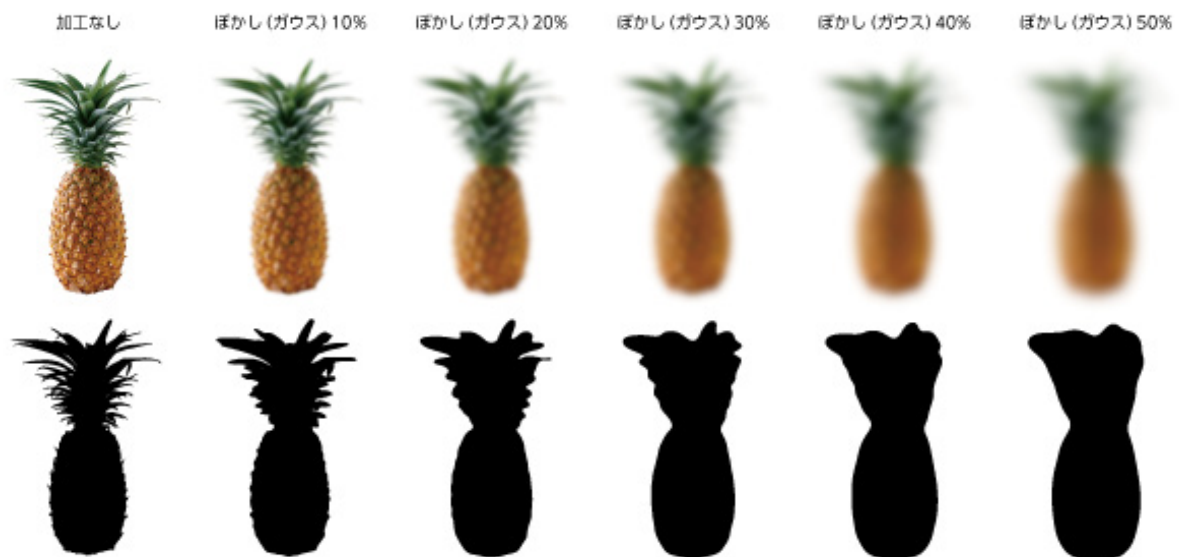 加工なし
ぼかし (ガウス) 10%
ぼかし (ガウス) 20%
ぼかし (ガウス) 30%
ぼかし (ガウス) 40%
ぼかし (ガウス) 50%